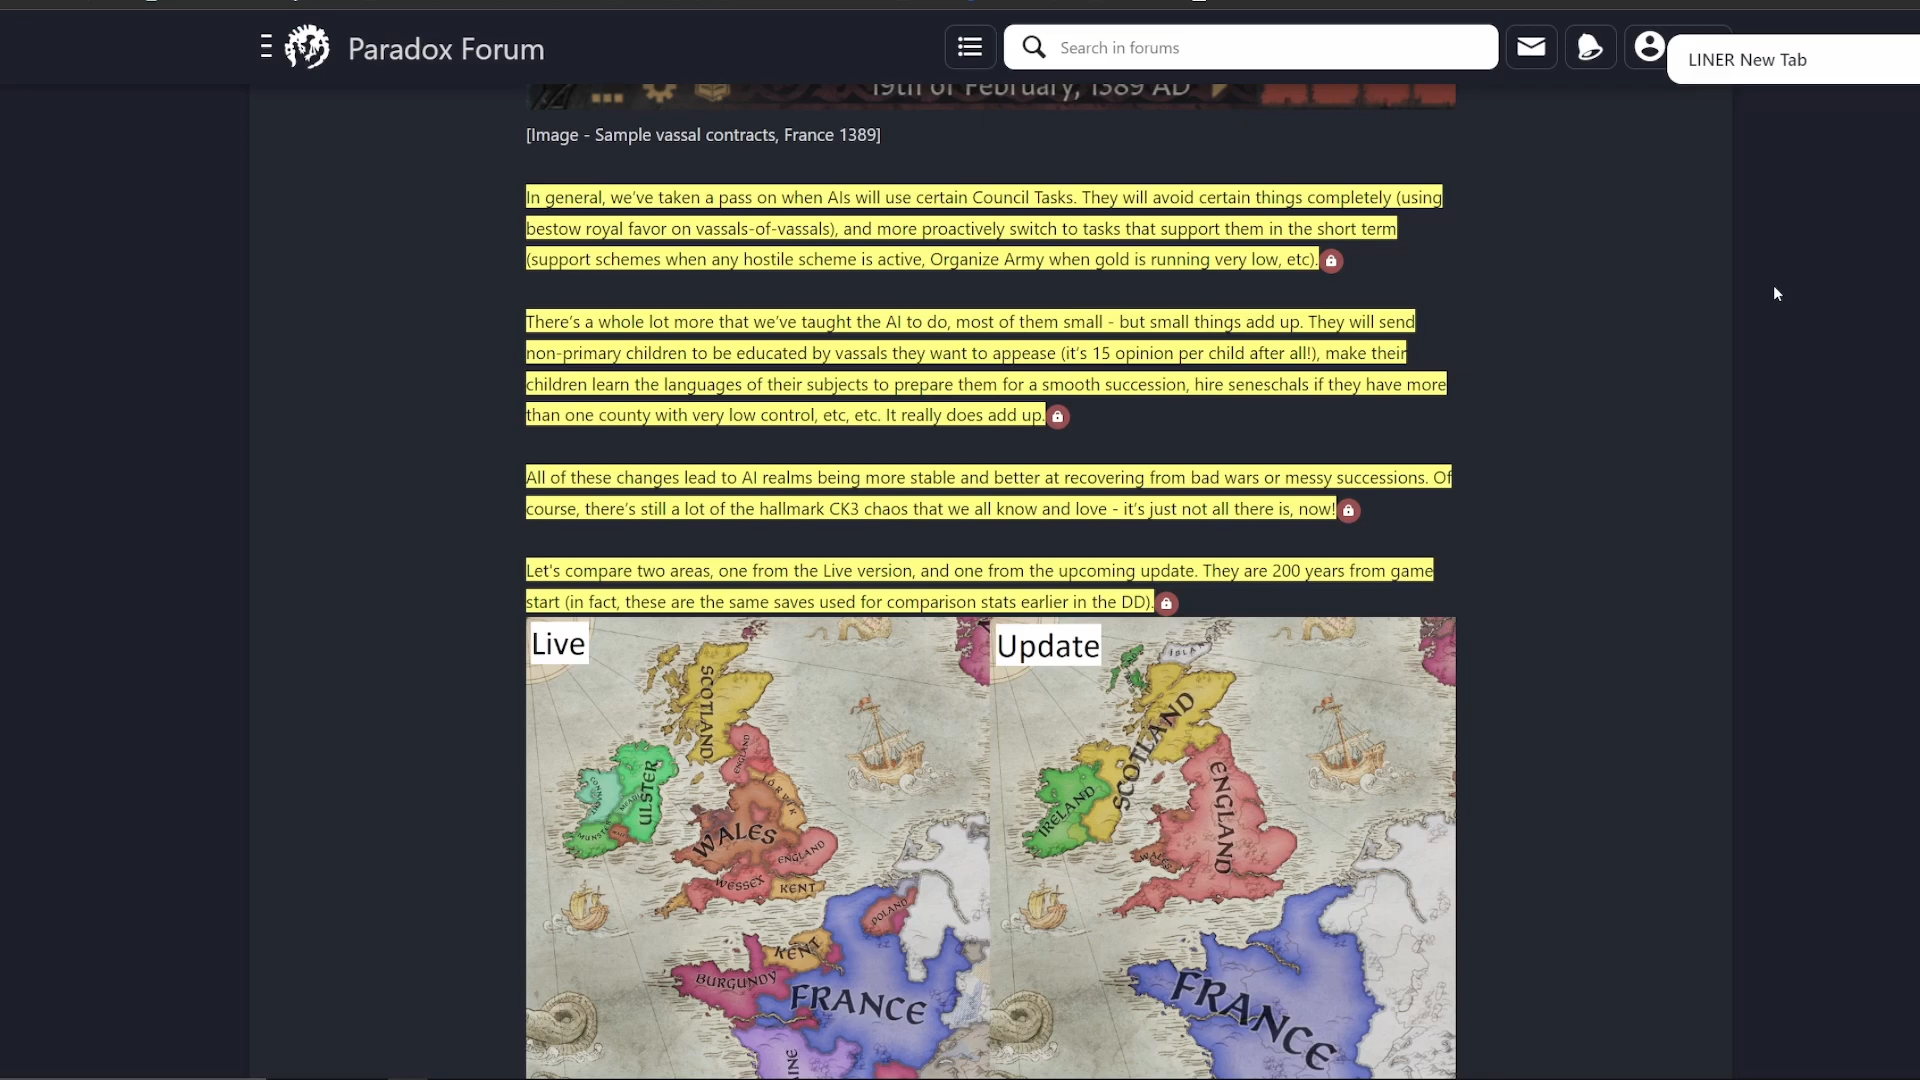 Paradox Forum
Search in forums
LINER New Tab
19th of February, 1389 AD
[Image - Sample vassal contracts, France 1389]
In general, we've taken a pass on when AIs will use certain Council Tasks. They will avoid certain things completely (using
bestow royal favor on vassals-of-vassals), and more proactively switch to tasks that support them in the short term
(support schemes when any hostile scheme is active, Organize Army when gold is running very low, etc).
There's a whole lot more that we've taught the AI to do, most of them small - but small things add up. They will send
non-primary children to be educated by vassals they want to appease (it's 15 opinion per child after all!), make their
children learn the languages of their subjects to prepare them for a smooth succession, hire seneschals if they have more
than one county with very low control, etc, etc. It really does add up.
All of these changes lead to AI realms being more stable and better at recovering from bad wars or messy successions. Of
course, there's still a lot of the hallmark CK3 chaos that we all know and love - it's just not all there is, now!
Let's compare two areas, one from the Live version, and one from the upcoming update. They are 200 years from game
start (in fact, these are the same saves used for comparison stats earlier in the DD).
Live
SCOTLAND
ENGLAND
JORVIK
ULSTER
MUNSTER
WALES
ENGLAND
WESSEX
KENT
POLAND
KENT
BURGUNDY
FRANCE
Update
SCOTLAND
IRELAND
ENGLAND
WALES
FRANCE